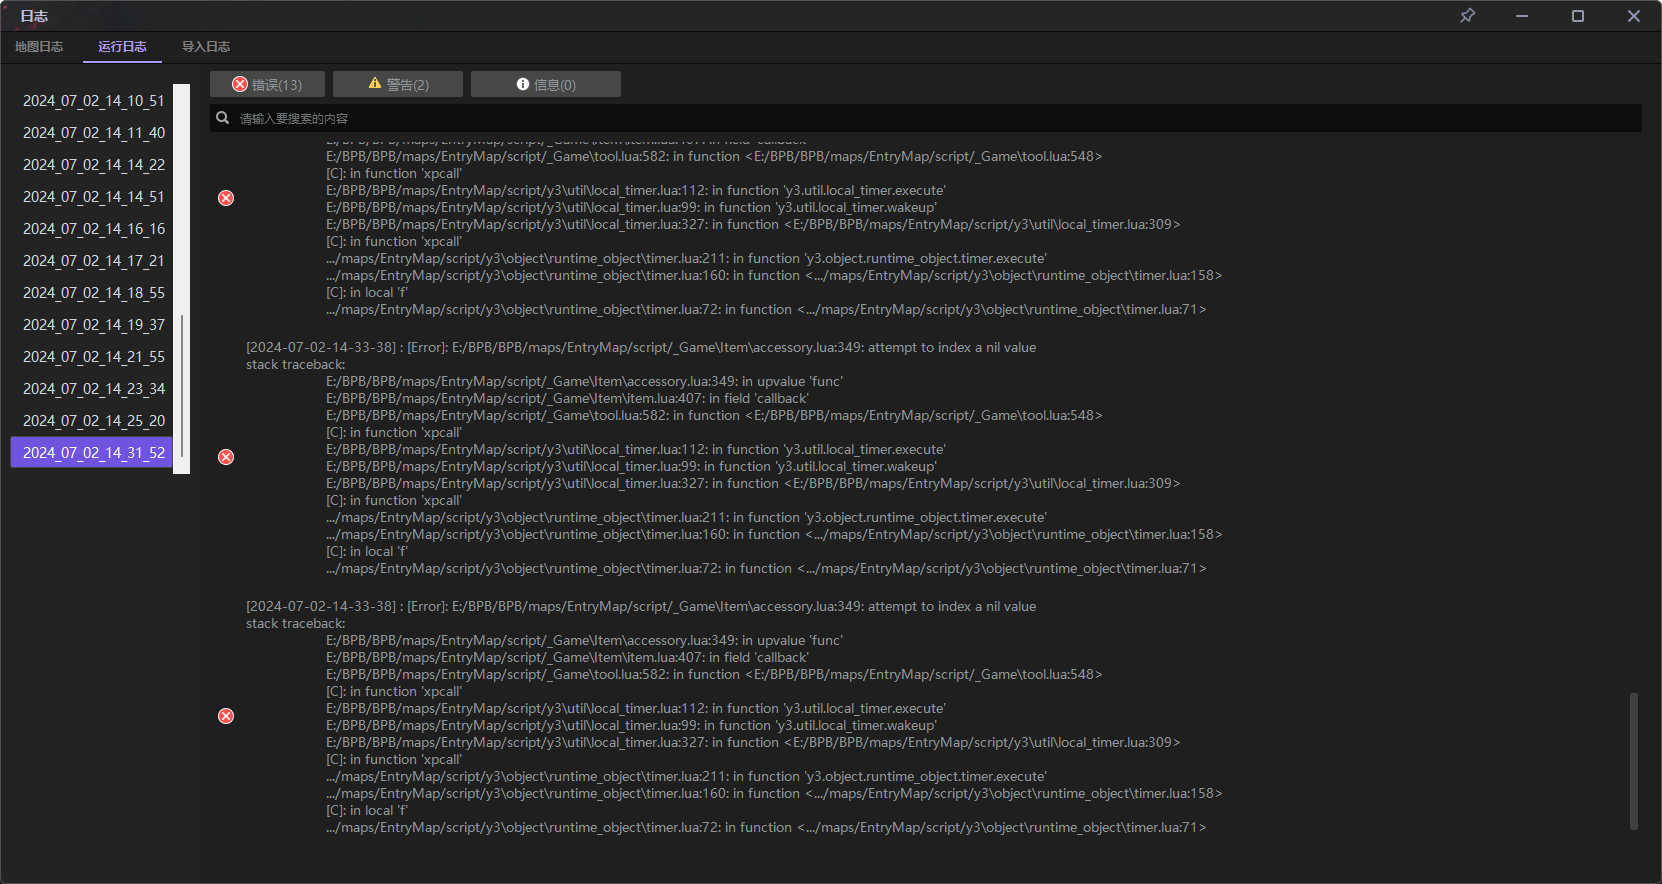 日志
地图日志 运行日志 导入日志
错误(13) 警告(2) 信息(0)
请输入要搜索的内容
2024_07_02_14_10_51
2024_07_02_14_11_40
2024_07_02_14_14_22
2024_07_02_14_14_51
2024_07_02_14_16_16
2024_07_02_14_17_21
2024_07_02_14_18_55
2024_07_02_14_19_37
2024_07_02_14_21_55
2024_07_02_14_23_34
2024_07_02_14_25_20
2024_07_02_14_31_52
E:/BPB/BPB/maps/EntryMap/script/_Game\Item\item.lua:407: in field 'callback'
E:/BPB/BPB/maps/EntryMap/script/_Game\tool.lua:582: in function <E:/BPB/BPB/maps/EntryMap/script/_Game\tool.lua:548>
[C]: in function 'xpcall'
E:/BPB/BPB/maps/EntryMap/script/y3\util\local_timer.lua:112: in function 'y3.util.local_timer.execute'
E:/BPB/BPB/maps/EntryMap/script/y3\util\local_timer.lua:99: in function 'y3.util.local_timer.wakeup'
E:/BPB/BPB/maps/EntryMap/script/y3\util\local_timer.lua:327: in function <E:/BPB/BPB/maps/EntryMap/script/y3\util\local_timer.lua:309>
[C]: in function 'xpcall'
.../maps/EntryMap/script/y3\object\runtime_object\timer.lua:211: in function 'y3.object.runtime_object.timer.execute'
.../maps/EntryMap/script/y3\object\runtime_object\timer.lua:160: in function <.../maps/EntryMap/script/y3\object\runtime_object\timer.lua:158>
[C]: in local 'f'
.../maps/EntryMap/script/y3\object\runtime_object\timer.lua:72: in function <.../maps/EntryMap/script/y3\object\runtime_object\timer.lua:71>
[2024-07-02-14-33-38] : [Error]: E:/BPB/BPB/maps/EntryMap/script/_Game\Item\accessory.lua:349: attempt to index a nil value
stack traceback:
E:/BPB/BPB/maps/EntryMap/script/_Game\Item\accessory.lua:349: in upvalue 'func'
E:/BPB/BPB/maps/EntryMap/script/_Game\Item\item.lua:407: in field 'callback'
E:/BPB/BPB/maps/EntryMap/script/_Game\tool.lua:582: in function <E:/BPB/BPB/maps/EntryMap/script/_Game\tool.lua:548>
[C]: in function 'xpcall'
E:/BPB/BPB/maps/EntryMap/script/y3\util\local_timer.lua:112: in function 'y3.util.local_timer.execute'
E:/BPB/BPB/maps/EntryMap/script/y3\util\local_timer.lua:99: in function 'y3.util.local_timer.wakeup'
E:/BPB/BPB/maps/EntryMap/script/y3\util\local_timer.lua:327: in function <E:/BPB/BPB/maps/EntryMap/script/y3\util\local_timer.lua:309>
[C]: in function 'xpcall'
.../maps/EntryMap/script/y3\object\runtime_object\timer.lua:211: in function 'y3.object.runtime_object.timer.execute'
.../maps/EntryMap/script/y3\object\runtime_object\timer.lua:160: in function <.../maps/EntryMap/script/y3\object\runtime_object\timer.lua:158>
[C]: in local 'f'
.../maps/EntryMap/script/y3\object\runtime_object\timer.lua:72: in function <.../maps/EntryMap/script/y3\object\runtime_object\timer.lua:71>
[2024-07-02-14-33-38] : [Error]: E:/BPB/BPB/maps/EntryMap/script/_Game\Item\accessory.lua:349: attempt to index a nil value
stack traceback:
E:/BPB/BPB/maps/EntryMap/script/_Game\Item\accessory.lua:349: in upvalue 'func'
E:/BPB/BPB/maps/EntryMap/script/_Game\Item\item.lua:407: in field 'callback'
E:/BPB/BPB/maps/EntryMap/script/_Game\tool.lua:582: in function <E:/BPB/BPB/maps/EntryMap/script/_Game\tool.lua:548>
[C]: in function 'xpcall'
E:/BPB/BPB/maps/EntryMap/script/y3\util\local_timer.lua:112: in function 'y3.util.local_timer.execute'
E:/BPB/BPB/maps/EntryMap/script/y3\util\local_timer.lua:99: in function 'y3.util.local_timer.wakeup'
E:/BPB/BPB/maps/EntryMap/script/y3\util\local_timer.lua:327: in function <E:/BPB/BPB/maps/EntryMap/script/y3\util\local_timer.lua:309>
[C]: in function 'xpcall'
.../maps/EntryMap/script/y3\object\runtime_object\timer.lua:211: in function 'y3.object.runtime_object.timer.execute'
.../maps/EntryMap/script/y3\object\runtime_object\timer.lua:160: in function <.../maps/EntryMap/script/y3\object\runtime_object\timer.lua:158>
[C]: in local 'f'
.../maps/EntryMap/script/y3\object\runtime_object\timer.lua:72: in function <.../maps/EntryMap/script/y3\object\runtime_object\timer.lua:71>